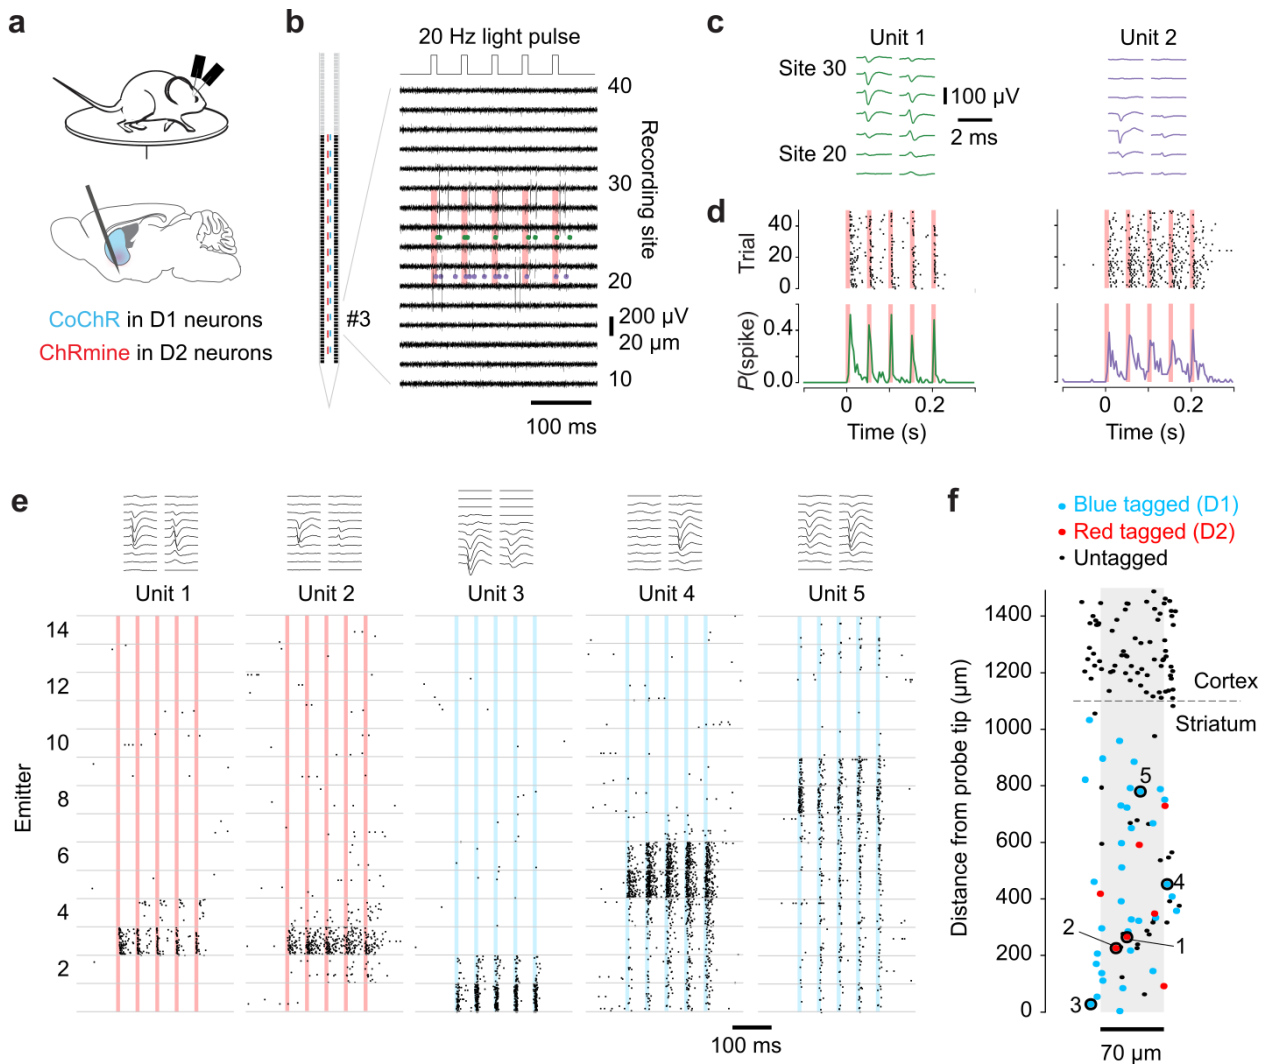 a
CoChR in D1 neurons
ChRmine in D2 neurons
b
20 Hz light pulse
#3
40
30
20
10
Recording site
200 µV
20 µm
100 ms
c
Unit 1
Unit 2
Site 30
Site 20
100 µV
2 ms
d
Trial
40
20
0
P(spike)
0.4
0.0
0
0.2
Time (s)
0
0.2
Time (s)
e
Unit 1
Unit 2
Unit 3
Unit 4
Unit 5
Emitter
14
12
10
8
6
4
2
100 ms
f
Blue tagged (D1)
Red tagged (D2)
Untagged
Distance from probe tip (µm)
1400
1200
1000
800
600
400
200
0
Cortex
Striatum
5
4
2
1
3
70 µm